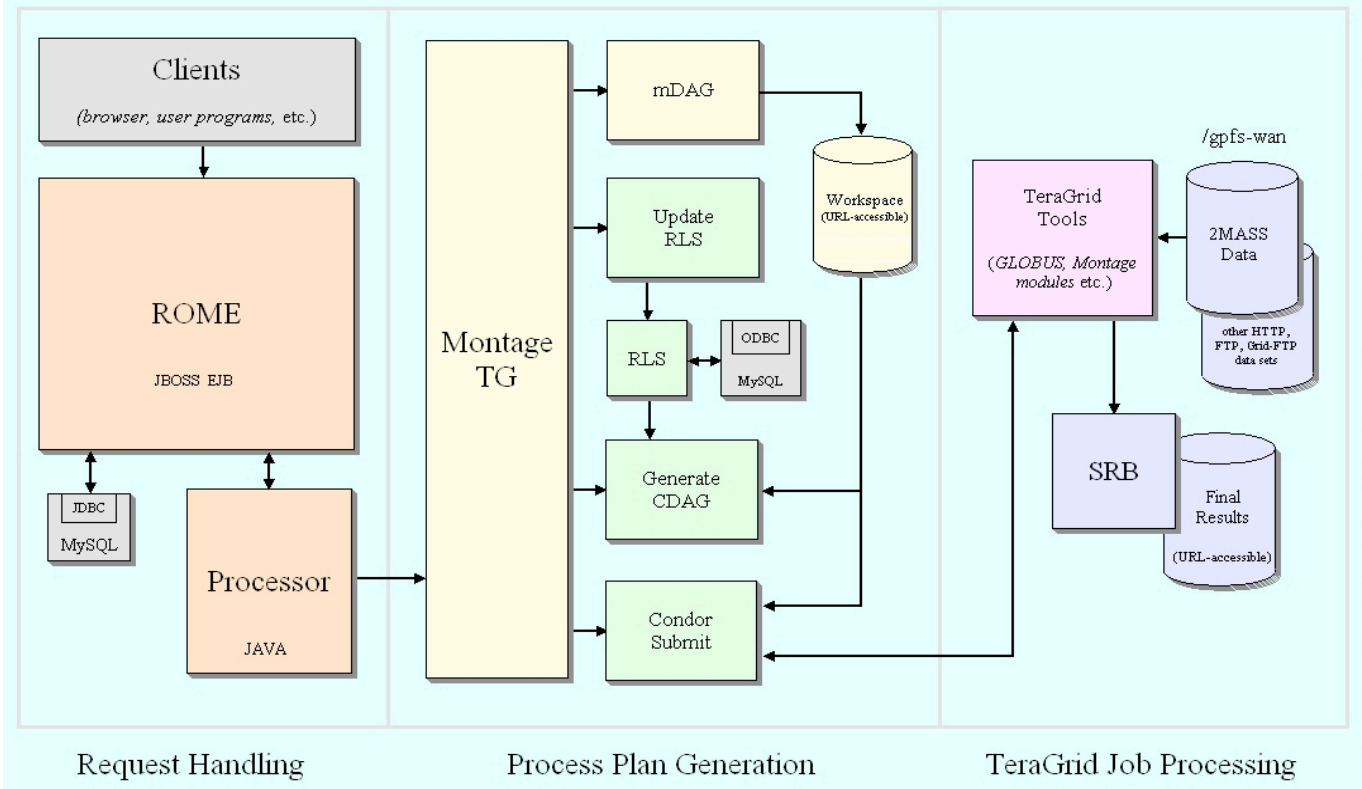 Clients
(browser, user programs, etc.)
ROME
JBOSS EJB
JDBC
MySQL
Processor
JAVA
Request Handling
Montage
TG
mDAG
Workspace
(URL-accessible)
Update
RLS
RLS
ODBC
MySQL
Generate
CDAG
Condor
Submit
Process Plan Generation
/gpfs-wan
TeraGrid
Tools
(GLOBUS, Montage
modules etc.)
2MASS
Data
other HTTP,
FTP, Grid-FTP
data sets
SRB
Final
Results
(URL-accessible)
TeraGrid Job Processing